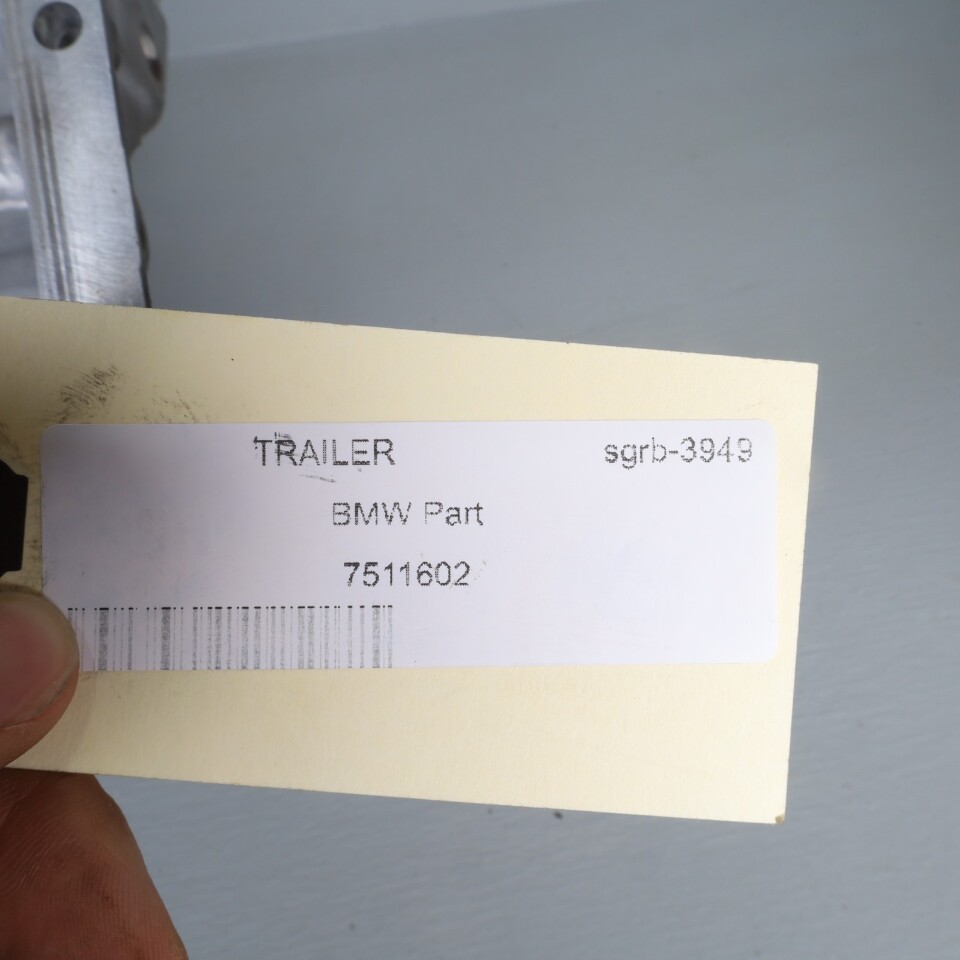 TRAILER sgrb-3949
BMW Part
7511602